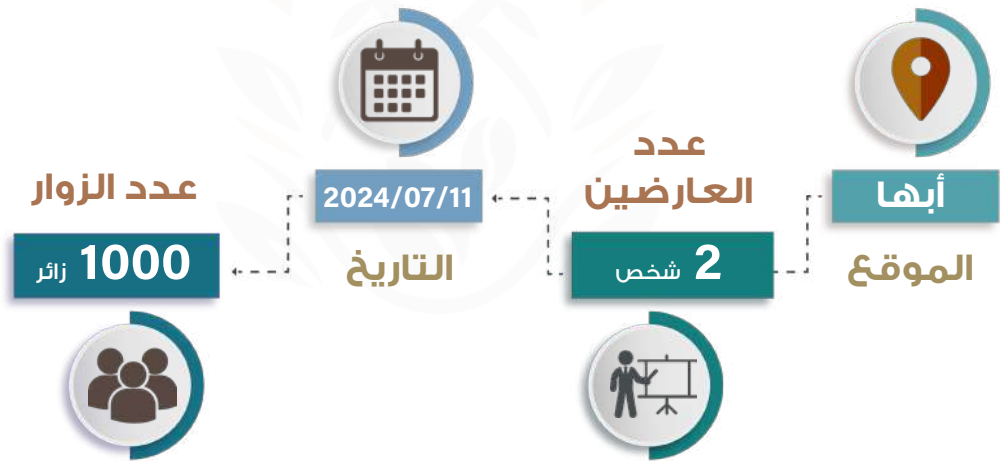 أبها
الموقع
عدد
العارضين
2 شخص
2024/07/11
التاريخ
عدد الزوار
1000 زائر